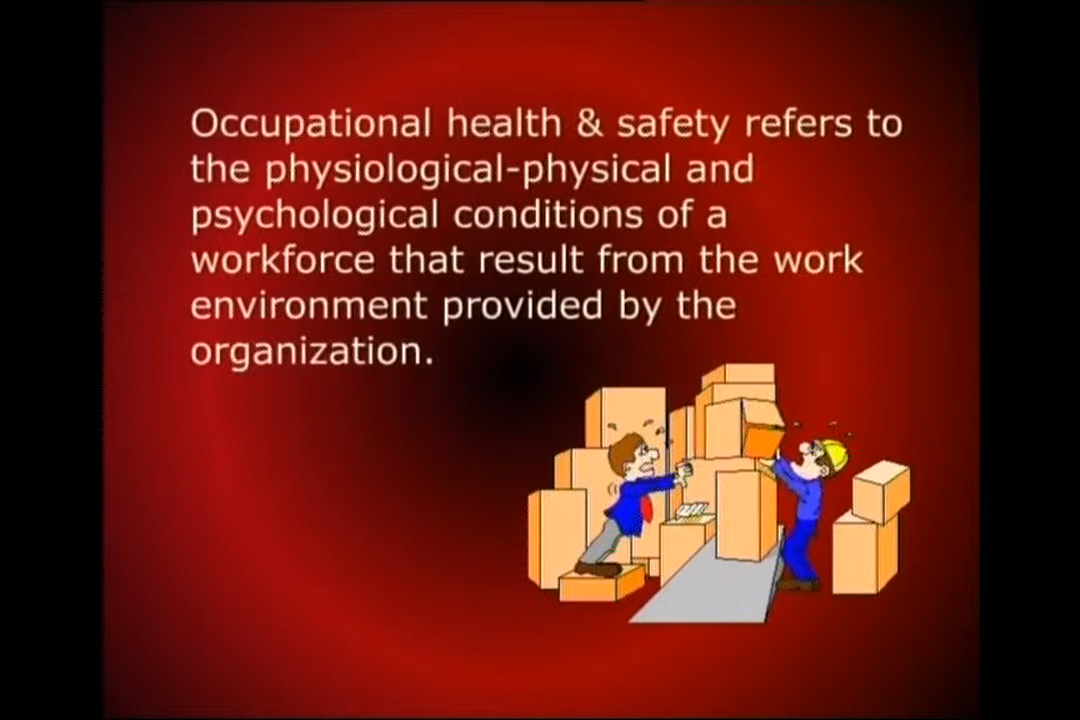 Occupational health & safety refers to
the physiological-physical and
psychological conditions of a
workforce that result from the work
environment provided by the
organization.